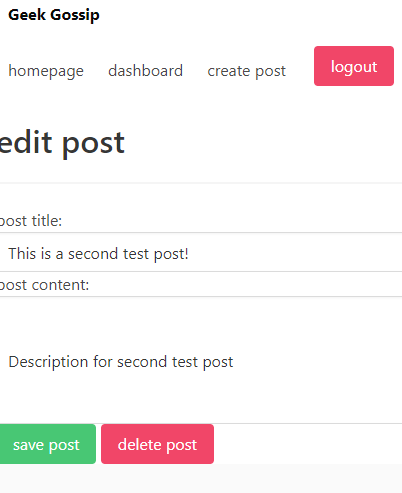 Geek Gossip
homepage dashboard create post logout
edit post
post title:
This is a second test post!
post content:
Description for second test post
save post delete post